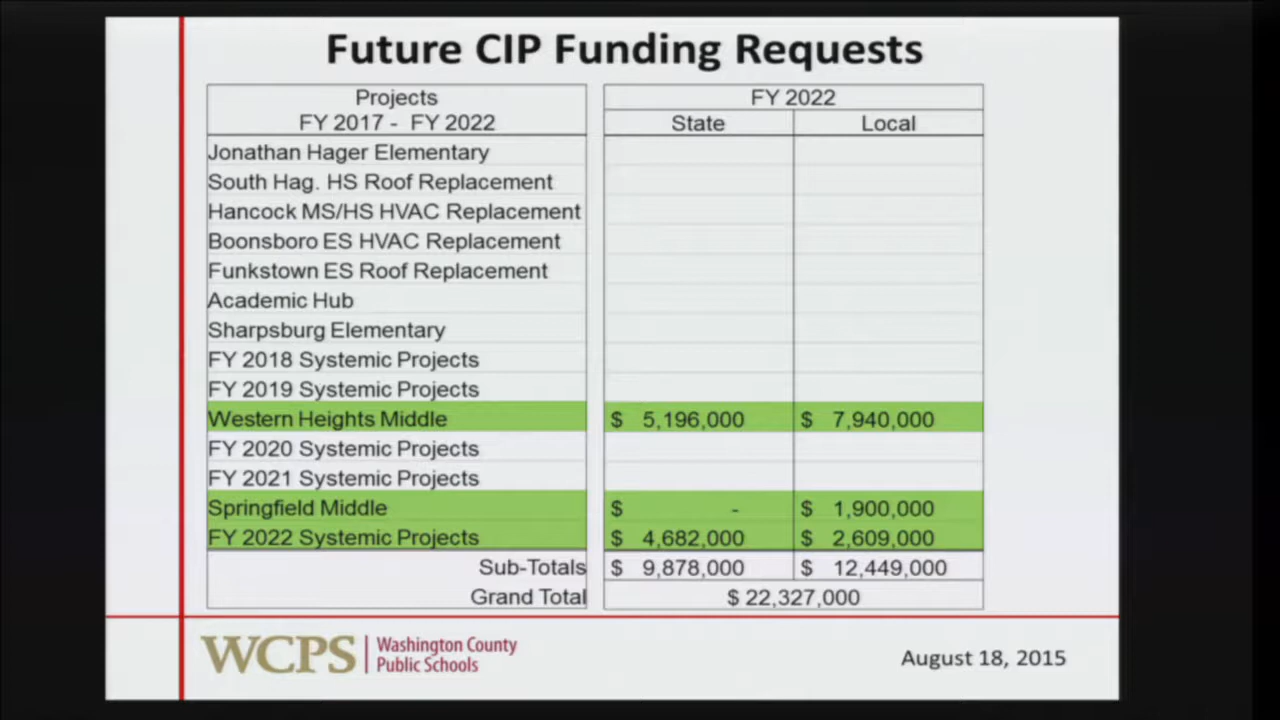 Future CIP Funding Requests
Projects
FY 2017 - FY 2022
FY 2022
State Local
Jonathan Hager Elementary
South Hag. HS Roof Replacement
Hancock MS/HS HVAC Replacement
Boonsboro ES HVAC Replacement
Funkstown ES Roof Replacement
Academic Hub
Sharpsburg Elementary
FY 2018 Systemic Projects
FY 2019 Systemic Projects
Western Heights Middle $ 5,196,000 $ 7,940,000
FY 2020 Systemic Projects
FY 2021 Systemic Projects
Springfield Middle $ - $ 1,900,000
FY 2022 Systemic Projects $ 4,682,000 $ 2,609,000
Sub-Totals $ 9,878,000 $ 12,449,000
Grand Total $ 22,327,000
WCPS Washington County
Public Schools
August 18, 2015